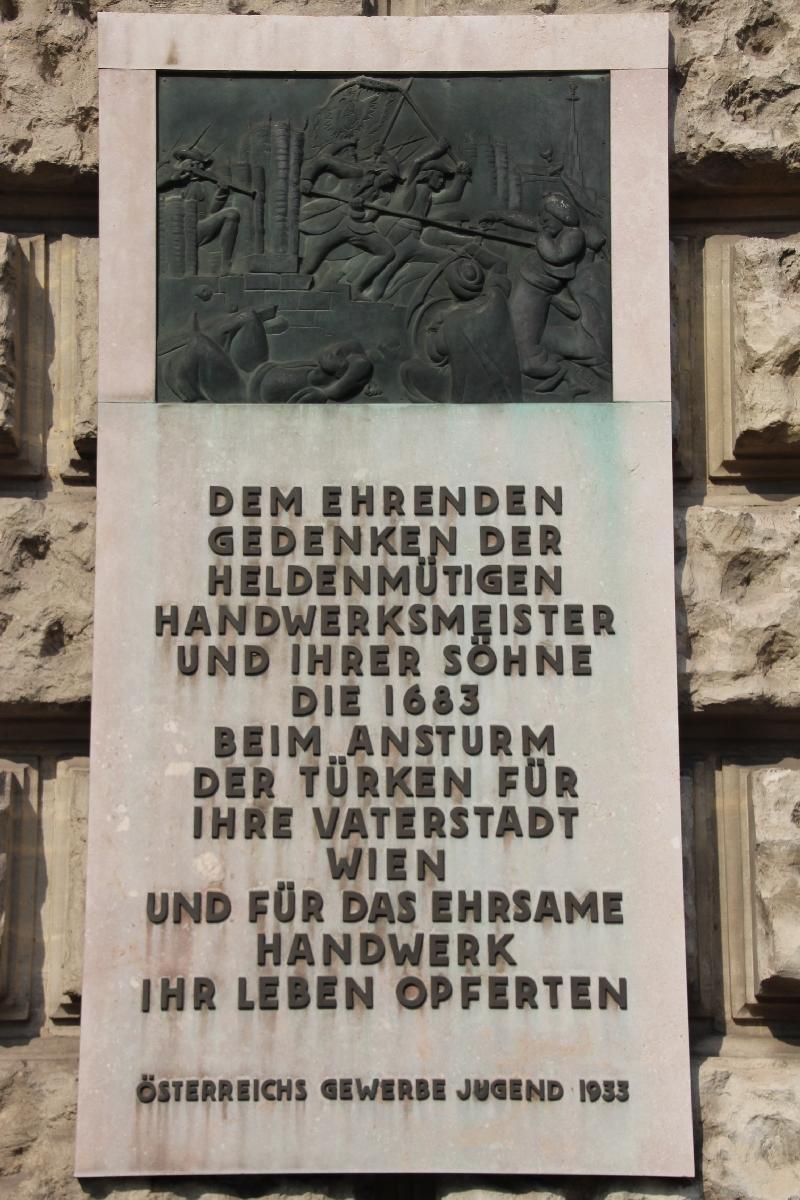 DEM EHRENDEN
GEDENKEN DER
HELDENMÜTIGEN
HANDWERKSMEISTER
UND IHRER SÖHNE
DIE 1683
BEIM ANSTURM
DER TÜRKEN FÜR
IHRE VATERSTADT
WIEN
UND FÜR DAS EHRSAME
HANDWERK
IHR LEBEN OPFERTEN
ÖSTERREICHS GEWERBE JUGEND 1933